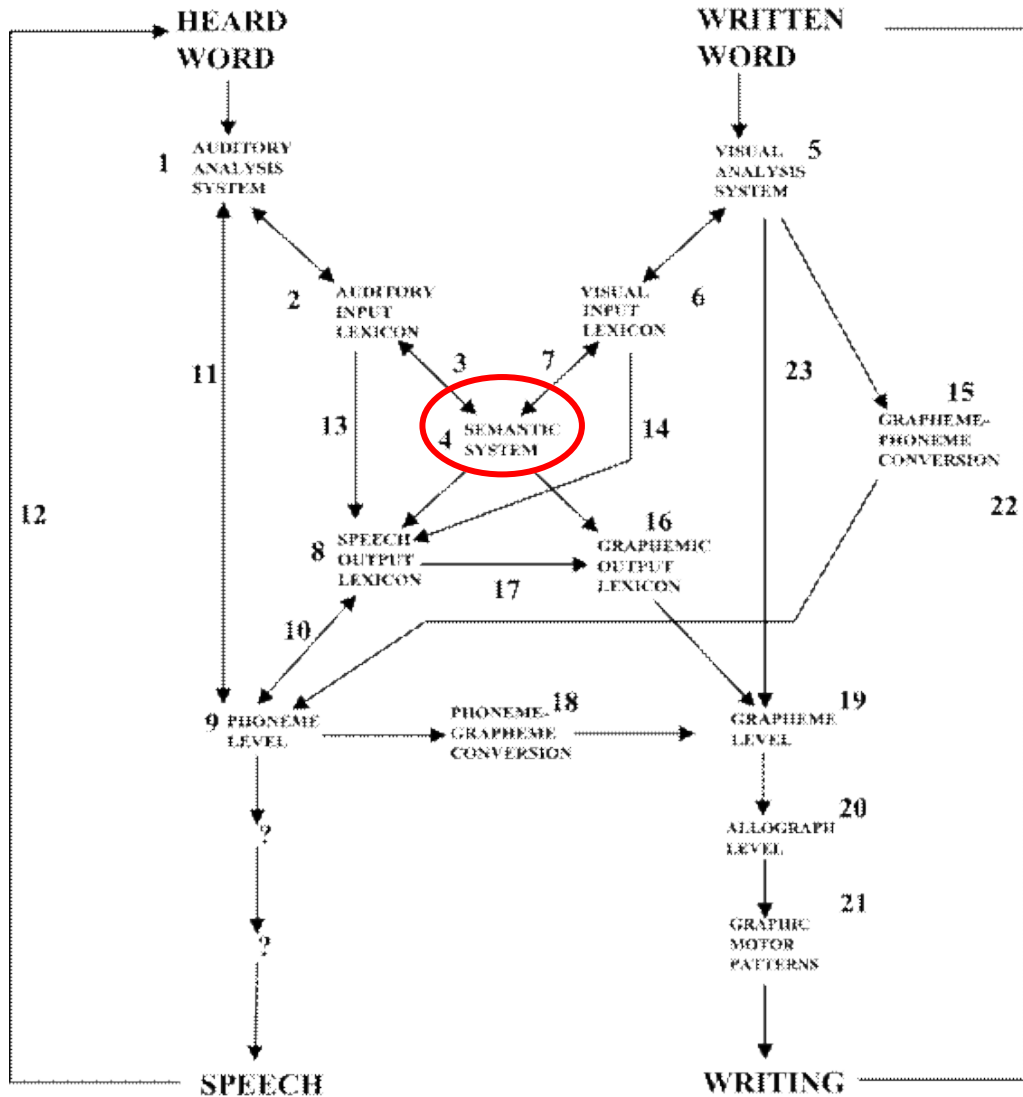 HEARD
WORD
WRITTEN
WORD
1
AUDITORY
ANALYSIS
SYSTEM
VISUAL
ANALYSIS
SYSTEM
5
2
AUDITORY
INPUT
LEXICON
VISUAL
INPUT
LEXICON
6
11
3
7
23
13
4
SEMANTIC
SYSTEM
14
15
GRAPHEME-
PHONEME
CONVERSION
12
22
8
SPEECH
OUTPUT
LEXICON
16
GRAPHEMIC
OUTPUT
LEXICON
17
10
9
PHONEME
LEVEL
PHONEME-
GRAPHEME
CONVERSION
18
GRAPHEME
LEVEL
19
?
ALLOGRAPH
LEVEL
20
?
GRAPHIC
MOTOR
PATTERNS
21
SPEECH
WRITING